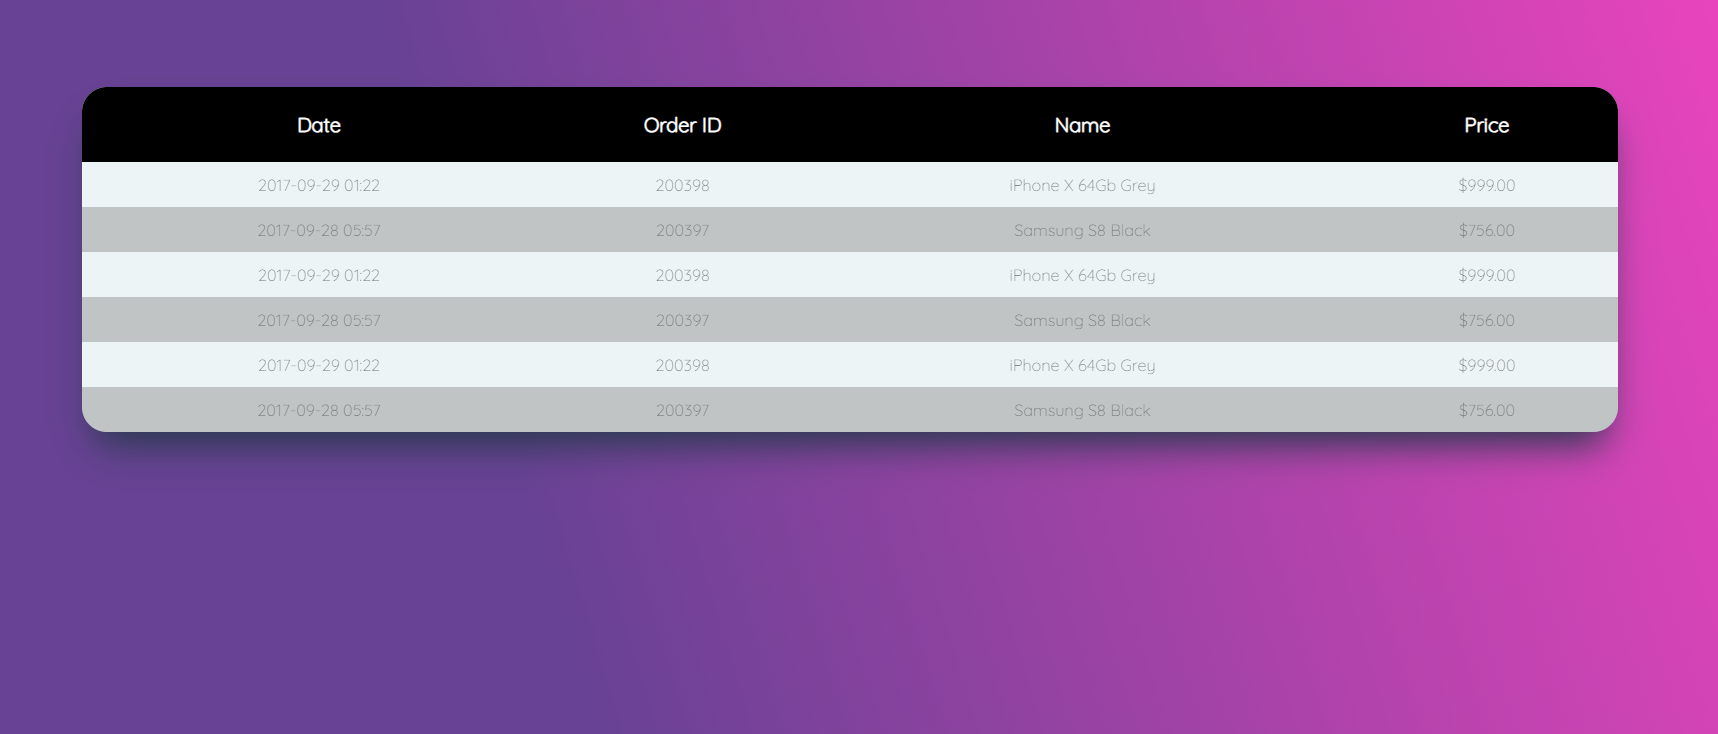 Date Order ID Name Price
2017-09-29 01:22 200398 iPhone X 64Gb Grey $999.00
2017-09-28 05:57 200397 Samsung S8 Black $756.00
2017-09-29 01:22 200398 iPhone X 64Gb Grey $999.00
2017-09-28 05:57 200397 Samsung S8 Black $756.00
2017-09-29 01:22 200398 iPhone X 64Gb Grey $999.00
2017-09-28 05:57 200397 Samsung S8 Black $756.00